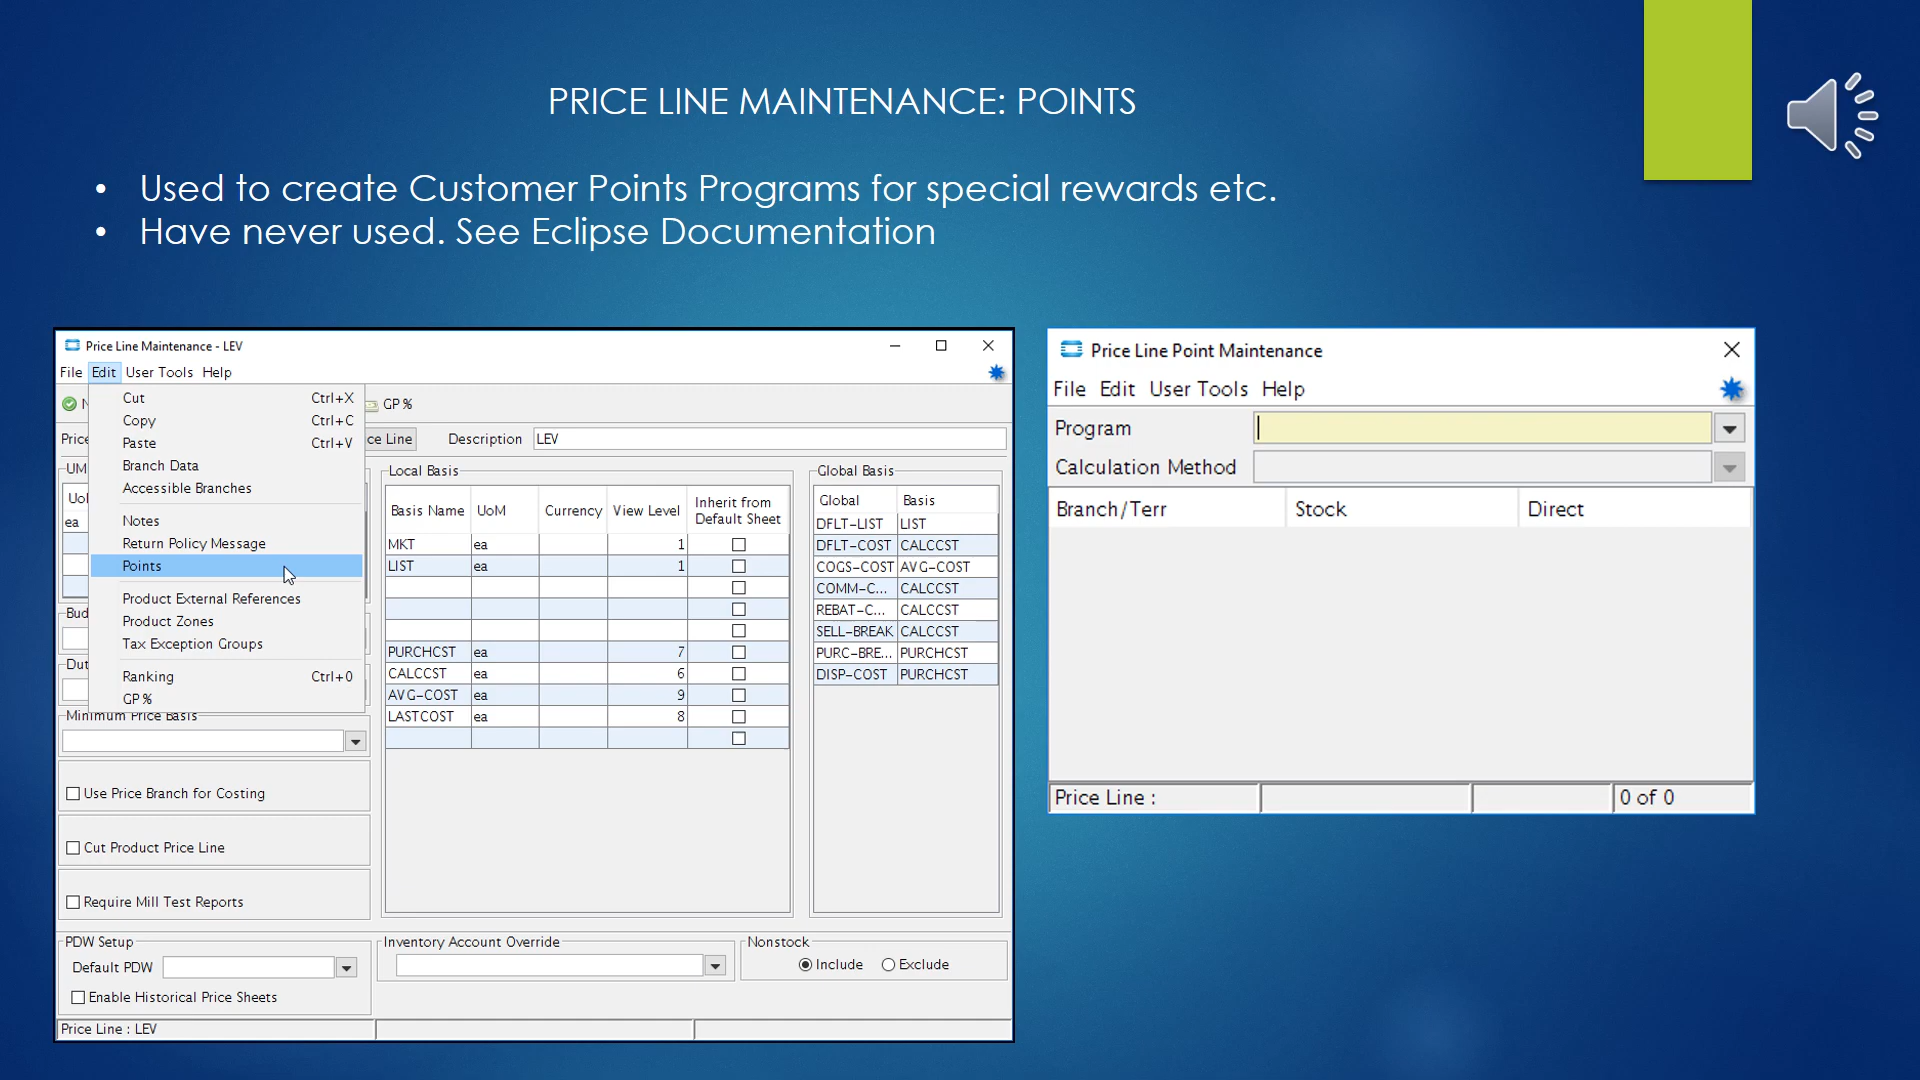 PRICE LINE MAINTENANCE: POINTS
• Used to create Customer Points Programs for special rewards etc.
• Have never used. See Eclipse Documentation
Price Line Maintenance - LEV
File Edit User Tools Help
GP %
Cut Ctrl+X
Copy Ctrl+C
Paste Ctrl+V
Branch Data
Accessible Branches
Notes
Return Policy Message
Points
Product External References
Product Zones
Tax Exception Groups
Ranking Ctrl+0
GP %
Description LEV
ea
Minimum Price Basis
Use Price Branch for Costing
Cut Product Price Line
Require Mill Test Reports
Local Basis
Basis Name UoM Currency View Level Inherit from
Default Sheet
MKT ea 1
LIST ea 1
PURCHCST ea 7
CALCCST ea 6
AVG-COST ea 9
LASTCOST ea 8
Global Basis
Global Basis
DFLT-LIST LIST
DFLT-COST CALCCST
COGS-COST AVG-COST
COMM-C... CALCCST
REBAT-C... CALCCST
SELL-BREAK CALCCST
PURC-BRE... PURCHCST
DISP-COST PURCHCST
PDW Setup
Default PDW
Enable Historical Price Sheets
Inventory Account Override
Nonstock
Include Exclude
Price Line : LEV
Price Line Point Maintenance
File Edit User Tools Help
Program
Calculation Method
Branch/Terr Stock Direct
Price Line : 0 of 0